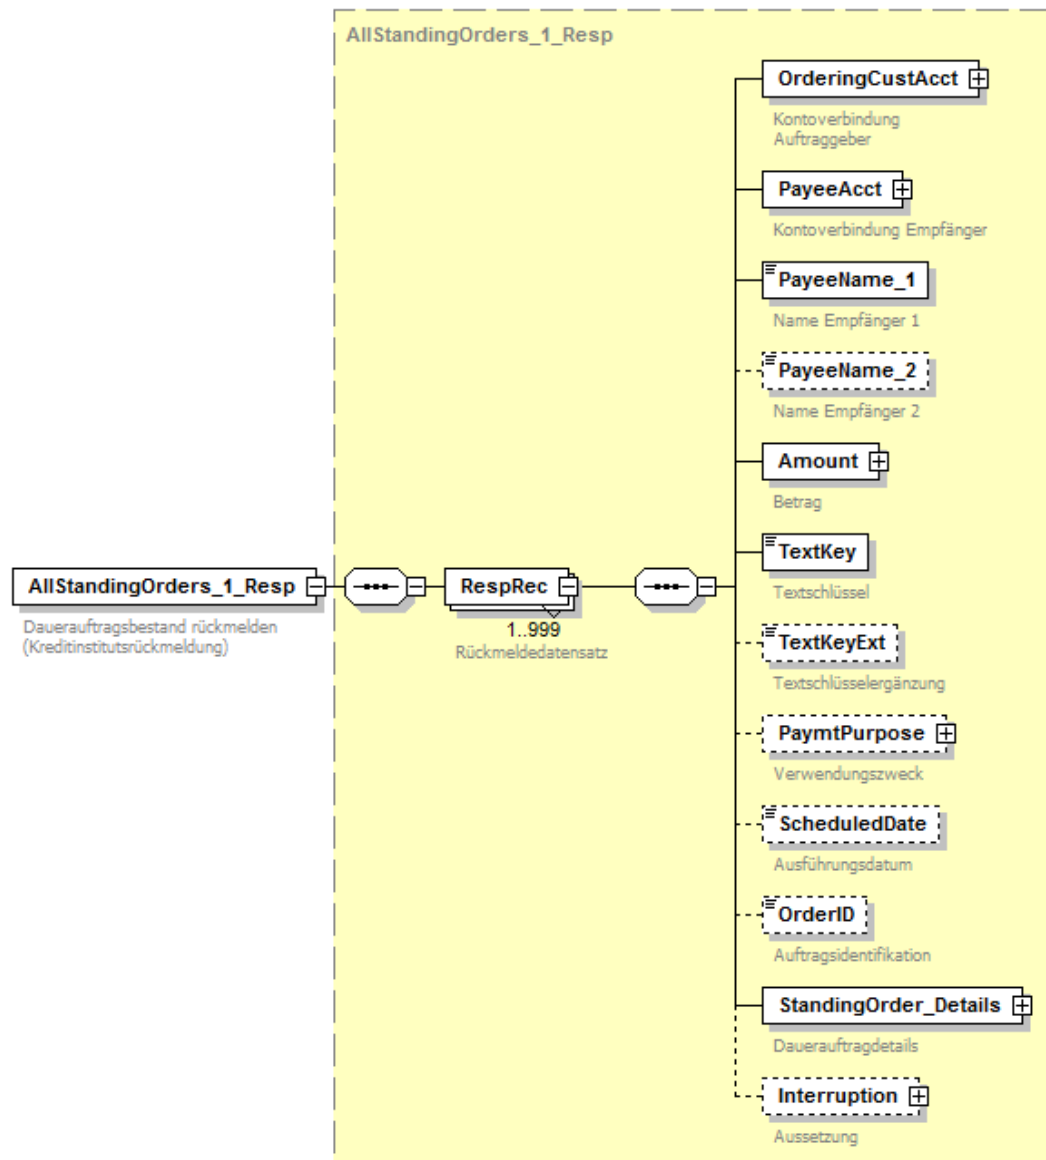 AllStandingOrders_1_Resp
OrderingCustAcct
Kontoverbindung
Auftraggeber
PayeeAcct
Kontoverbindung Empfänger
PayeeName_1
Name Empfänger 1
PayeeName_2
Name Empfänger 2
Amount
Betrag
TextKey
Textschlüssel
AllStandingOrders_1_Resp
Dauerauftragsbestand rückmelden
(Kreditinstitutsrückmeldung)
RespRec
1..999
Rückmeldedatensatz
TextKeyExt
Textschlüsselergänzung
PaymtPurpose
Verwendungszweck
ScheduledDate
Ausführungsdatum
OrderID
Auftragsidentifikation
StandingOrder_Details
Dauerauftragdetails
Interruption
Aussetzung